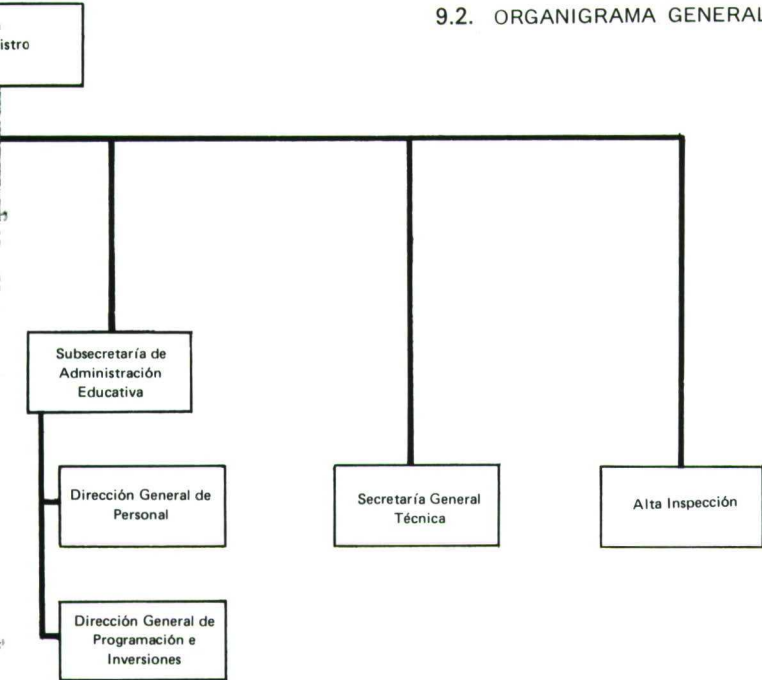 9.2. ORGANIGRAMA GENERAL
istro
Subsecretaría de
Administración
Educativa
Dirección General de
Personal
Dirección General de
Programación e
Inversiones
Secretaría General
Técnica
Alta Inspección